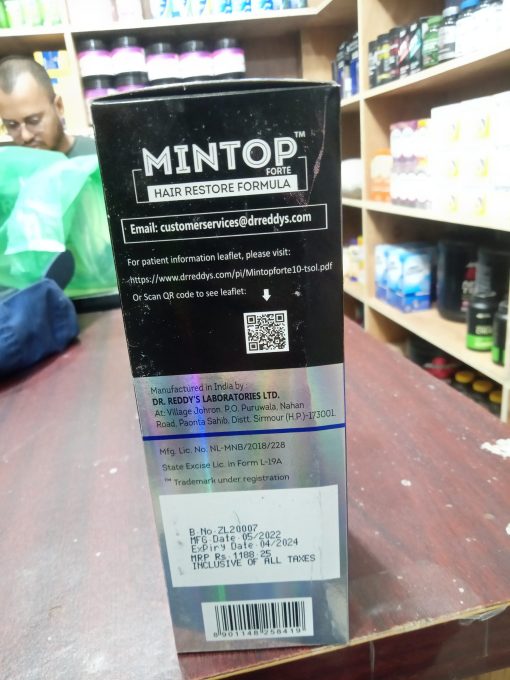 MINTOP™
FORTE
HAIR RESTORE FORMULA
Email: customerservices@drreddys.com
For patient information leaflet, please visit:
https://www.drreddys.com/pi/Mintopforte10-tsol.pdf
Or Scan QR code to see leaflet:
Manufactured in India by :
DR. REDDY'S LABORATORIES LTD.
At: Village Johron. P.O. Puruwala, Nahan
Road, Paonta Sahib, Distt. Sirmour (H.P.)-173001.
Mfg. Lic. No. NL-MNB/2018/228
State Excise Lic. in Form L-19A
™ Trademark under registration
B.No.ZL20007
MFG Date 05/2022
ExPiry Date 04/2024
MRP Rs.1188.25
INCLUSIVE OF ALL TAXES
8901148258419